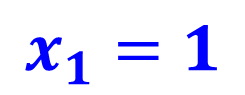 x₁ = 1